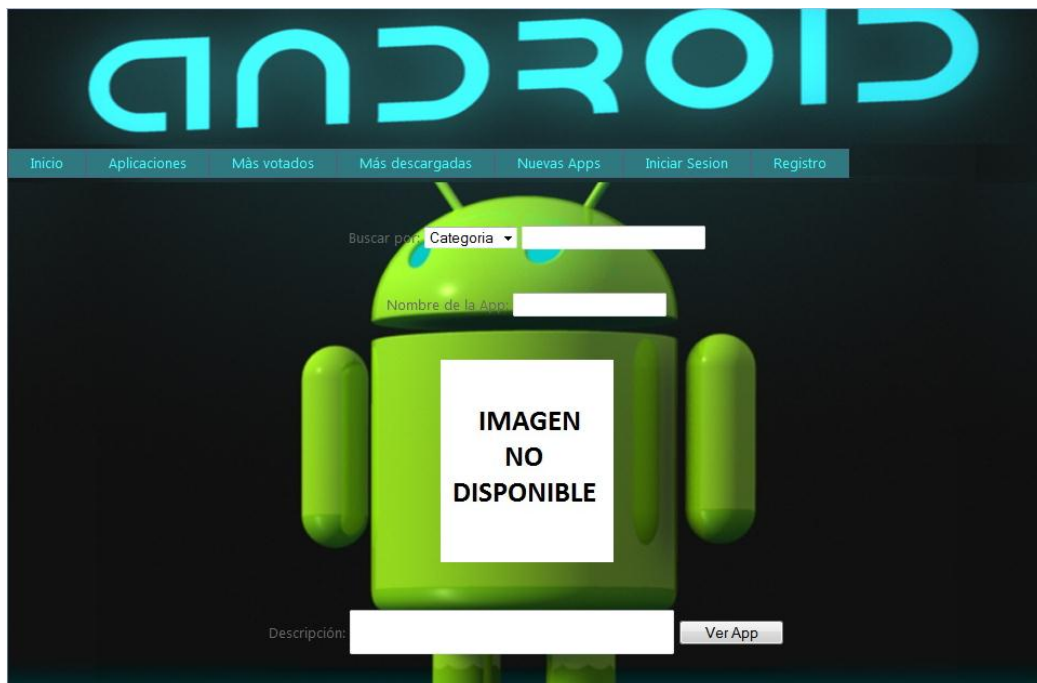 ANDROID
Inicio Aplicaciones Màs votados Más descargadas Nuevas Apps Iniciar Sesion Registro
Buscar por: Categoria
Nombre de la App:
IMAGEN
NO
DISPONIBLE
Descripción: Ver App